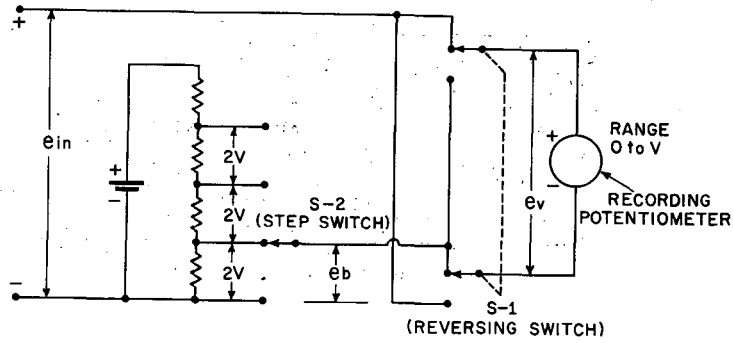 +
ein
+
-
2V
2V
2V
S-2
(STEP SWITCH)
eb
ev
+
-
RANGE
0 to V
RECORDING
POTENTIOMETER
-
S-1
(REVERSING SWITCH)